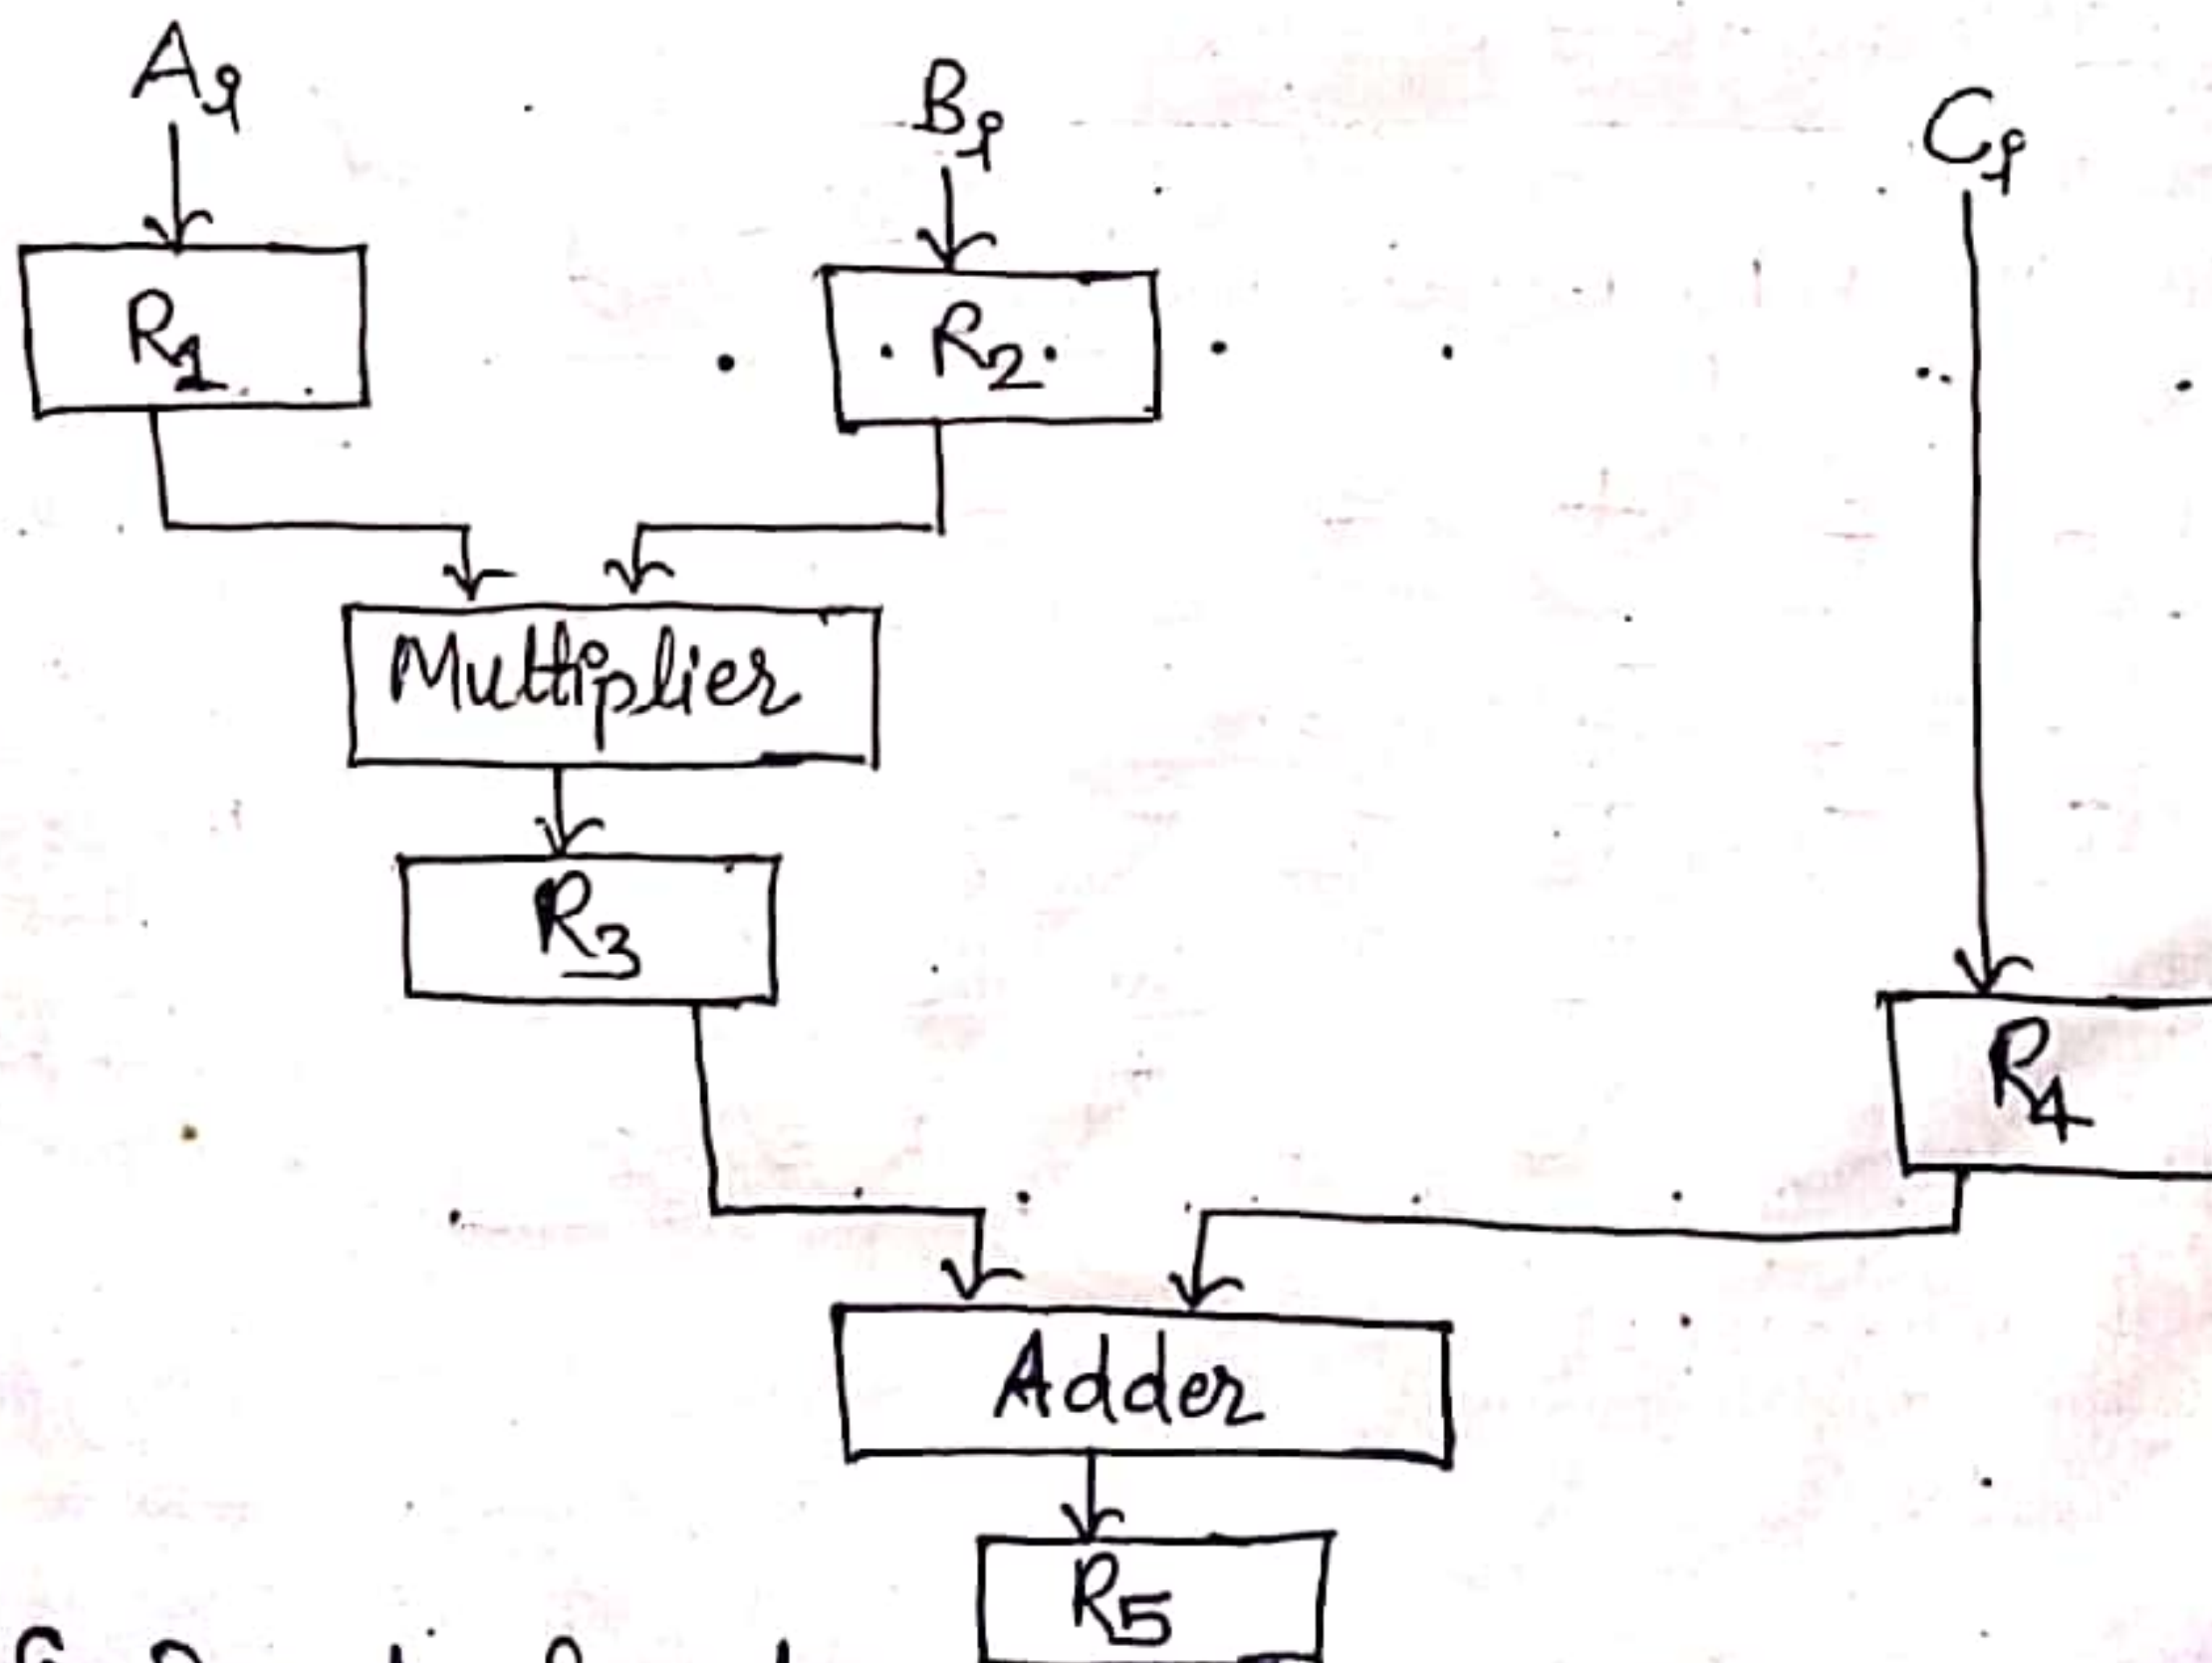 Ai
Bi
Ci
R1
R2
Multiplier
R3
R4
Adder
R5